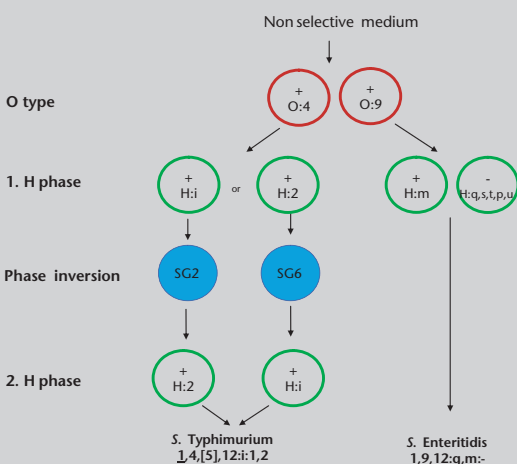 Non selective medium
O type
+
O:4
+
O:9
1. H phase
+
H:i
or
+
H:2
+
H:m
-
H:q,s,t,p,u
Phase inversion
SG2
SG6
2. H phase
+
H:2
+
H:i
S. Typhimurium
1,4,[5],12:i:1,2
S. Enteritidis
1,9,12:g,m:-